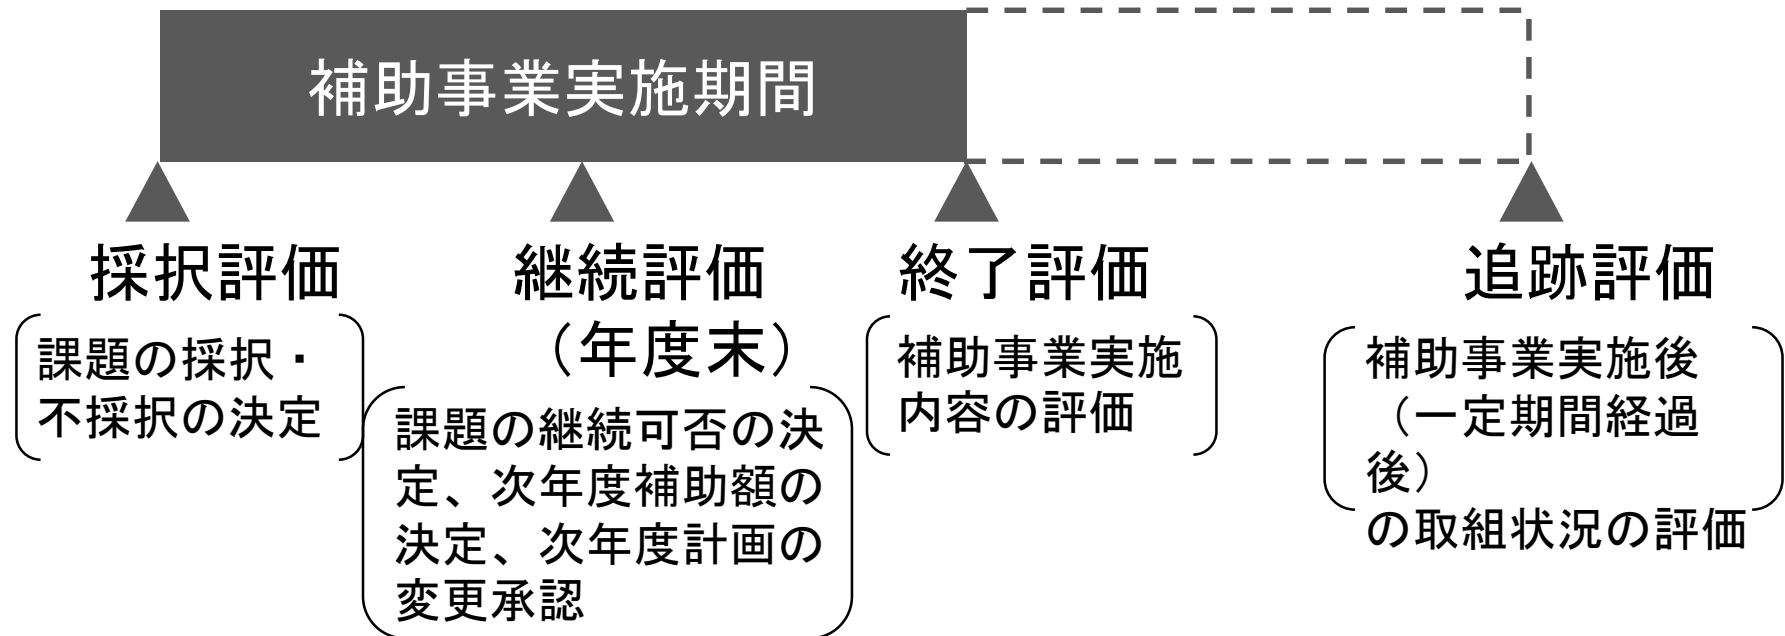 補助事業実施期間
採択評価
課題の採択・
不採択の決定
継続評価
（年度末）
課題の継続可否の決
定、次年度補助額の
決定、次年度計画の
変更承認
終了評価
補助事業実施
内容の評価
追跡評価
補助事業実施後
（一定期間経過
後）
の取組状況の評価